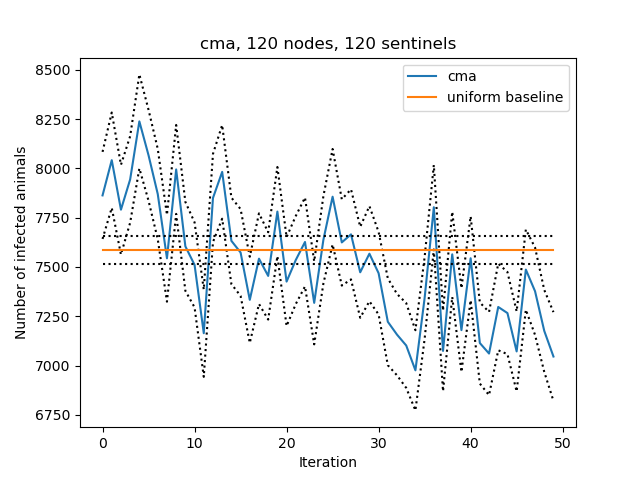 cma, 120 nodes, 120 sentinels
cma
uniform baseline
8500
8250
8000
7750
7500
7250
7000
6750
Number of infected animals
0 10 20 30 40 50
Iteration